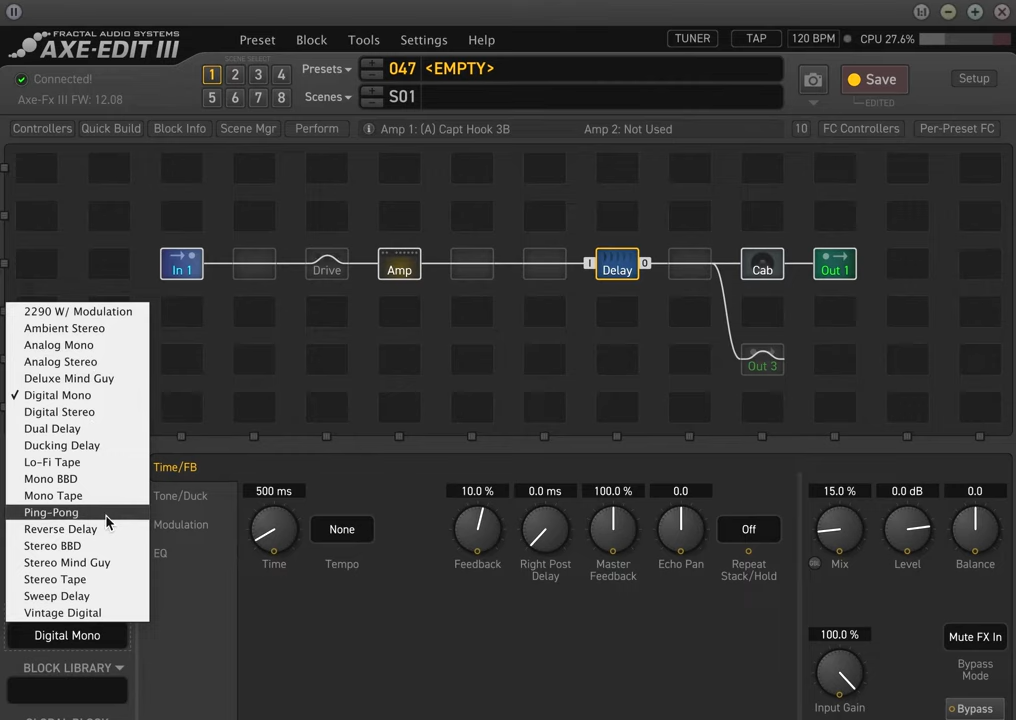 FRACTAL AUDIO SYSTEMS
AXE-EDIT III
Preset Block Tools Settings Help
TUNER TAP 120 BPM CPU 27.6%
Connected!
Axe-Fx III FW: 12.08
SCENE SELECT
1 2 3 4
5 6 7 8
Presets 047 <EMPTY>
Scenes S01
Save
EDITED
Setup
Controllers Quick Build Block Info Scene Mgr Perform Amp 1: (A) Capt Hook 3B Amp 2: Not Used 10 FC Controllers Per-Preset FC
In 1 Drive Amp I Delay O Cab Out 1
Out 3
2290 W/ Modulation
Ambient Stereo
Analog Mono
Analog Stereo
Deluxe Mind Guy
✓ Digital Mono
Digital Stereo
Dual Delay
Ducking Delay
Lo-Fi Tape
Mono BBD
Mono Tape
Ping-Pong
Reverse Delay
Stereo BBD
Stereo Mind Guy
Stereo Tape
Sweep Delay
Vintage Digital
Digital Mono
BLOCK LIBRARY
Time/FB
Tone/Duck
Modulation
EQ
500 ms 10.0 % 0.0 ms 100.0 % 0.0 15.0 % 0.0 dB 0.0
None Off
Time Tempo Feedback Right Post Delay Master Feedback Echo Pan Repeat Stack/Hold Mix Level Balance
100.0 % Mute FX In
Input Gain Bypass Mode
Bypass